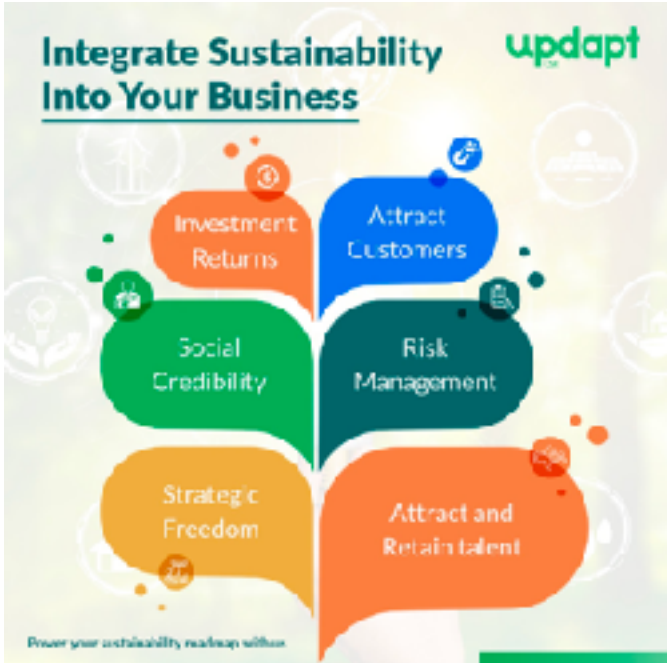 Integrate Sustainability
Into Your Business
updapt
Investment
Returns
Attract
Customers
Social
Credibility
Risk
Management
Strategic
Freedom
Attract and
Retain talent
Power your sustainability roadmap with us